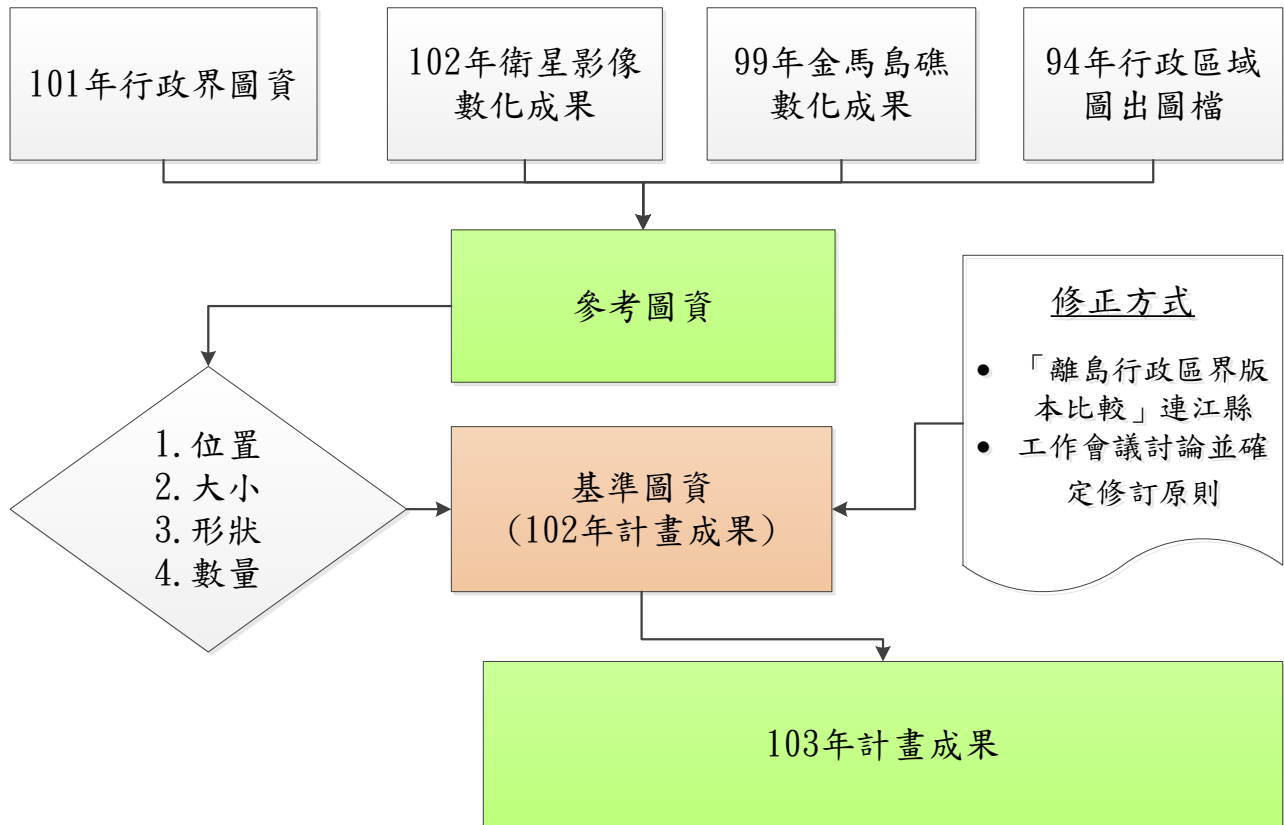 101年行政界圖資
102年衛星影像
數化成果
99年金馬島礁
數化成果
94年行政區域
圖出圖檔
參考圖資
修正方式
● 「離島行政區界版
本比較」連江縣
● 工作會議討論並確
定修訂原則
1.位置
2.大小
3.形狀
4.數量
基準圖資
(102年計畫成果)
103年計畫成果